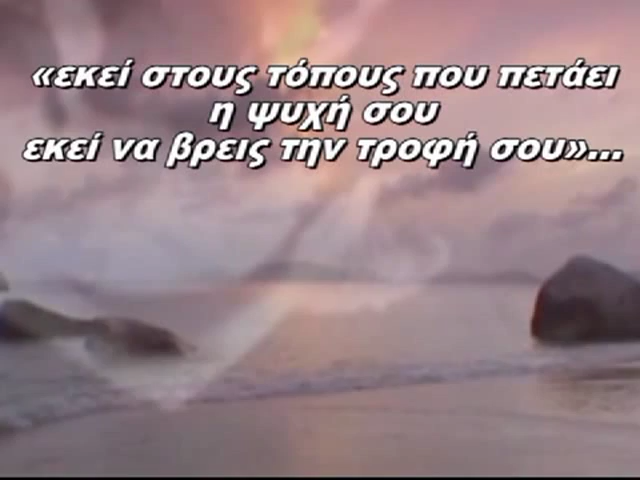 «εκεί στους τόπους που πετάει
η ψυχή σου
εκεί να βρεις την τροφή σου»...